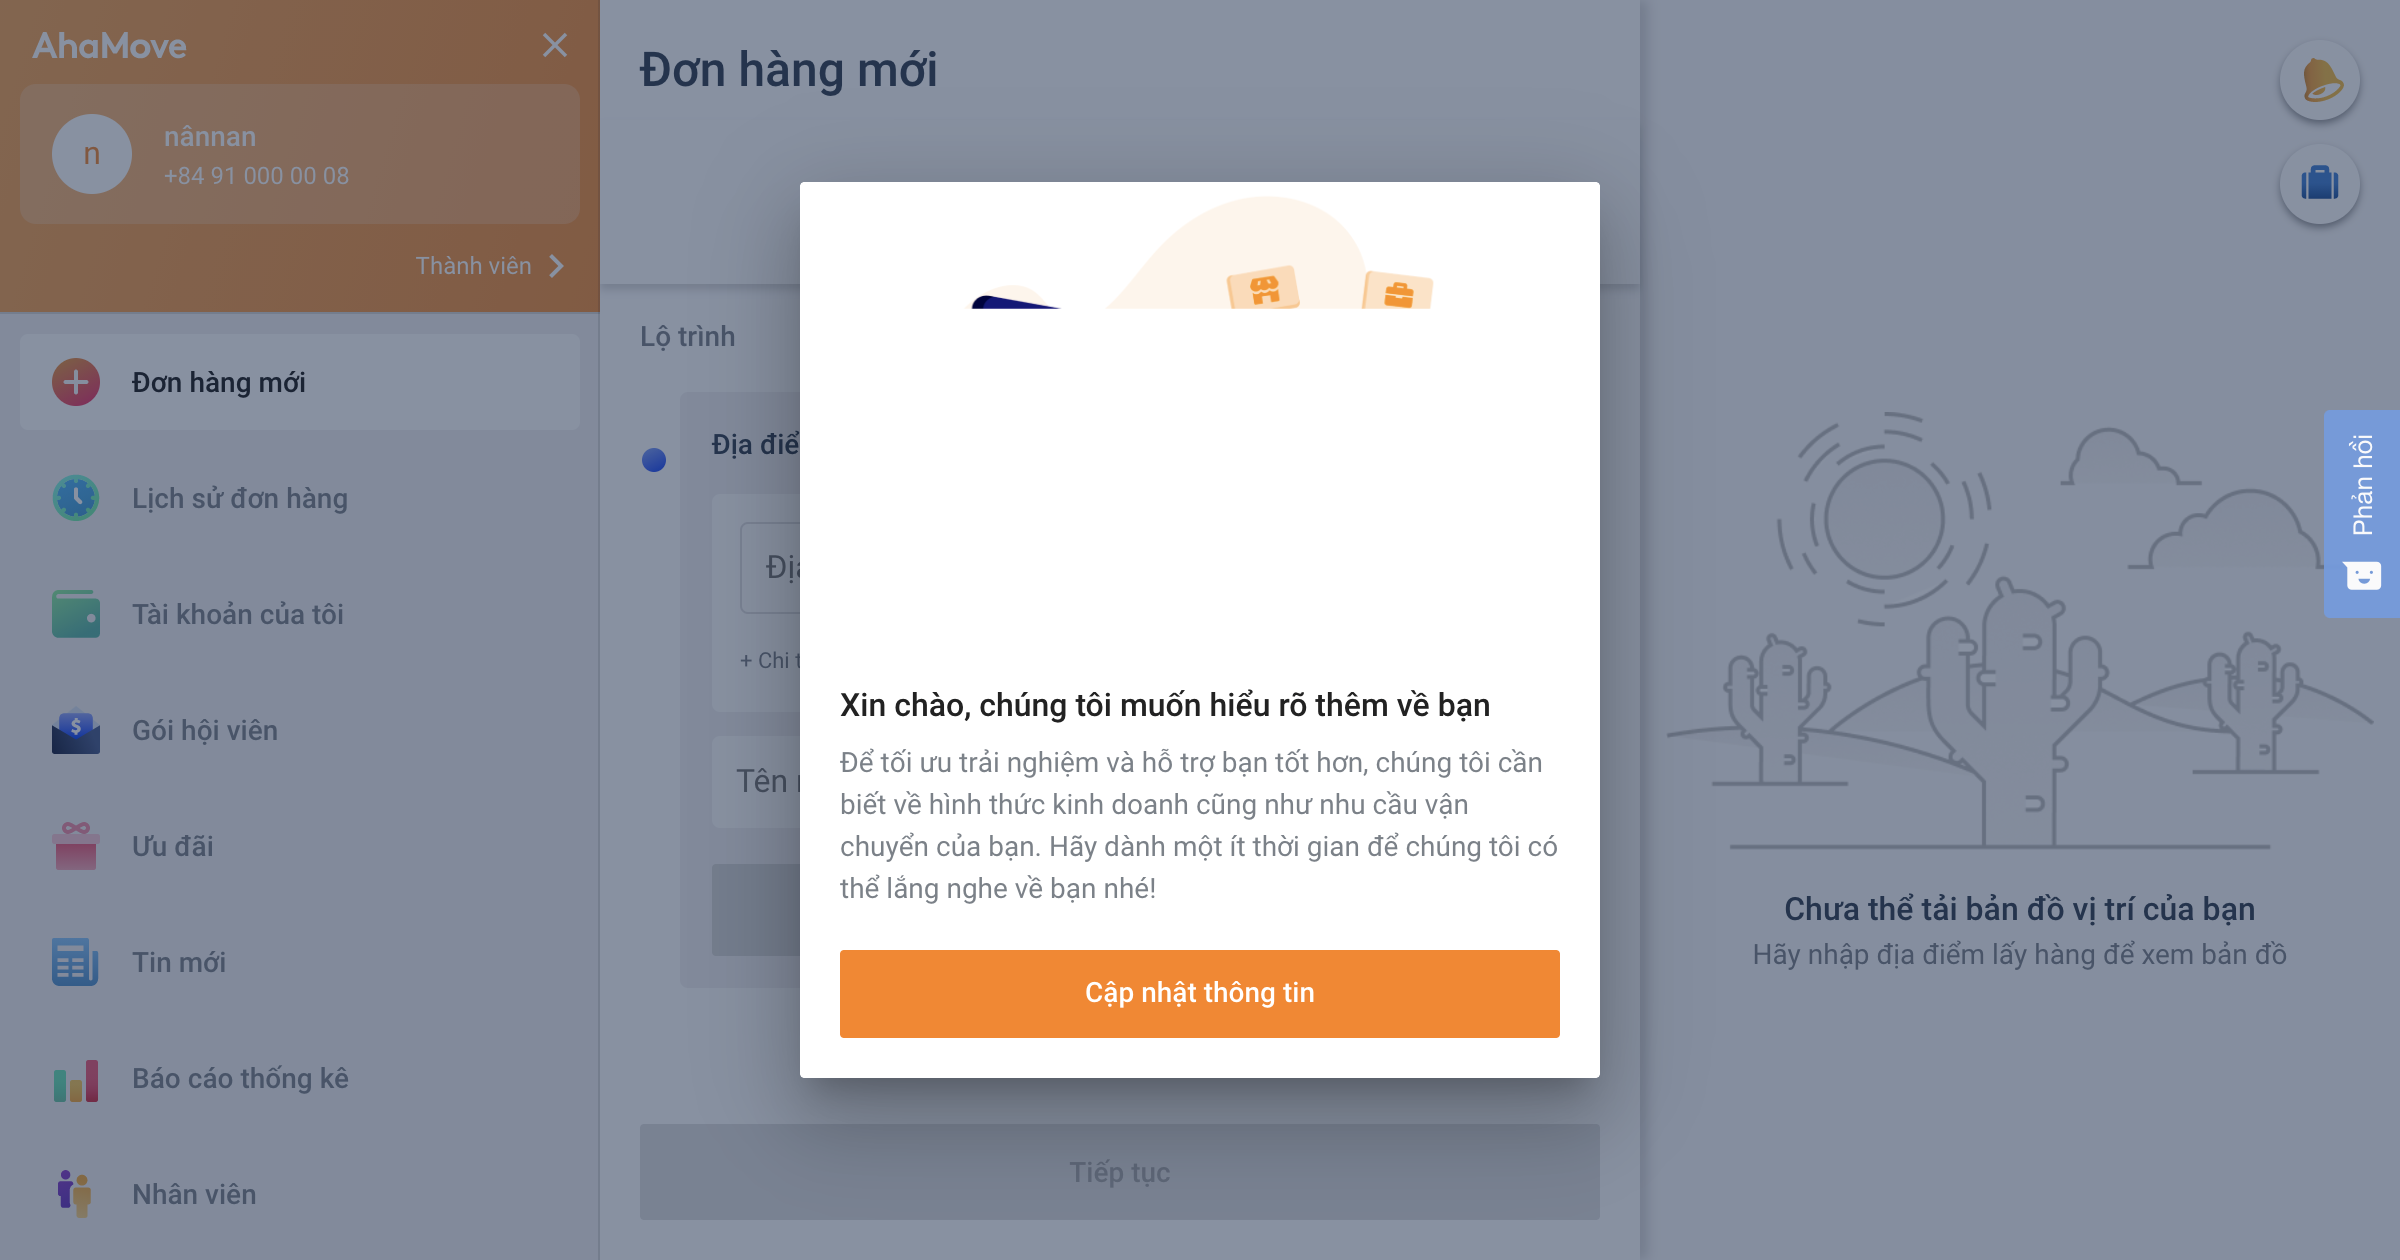 AhaMove
n
nânnan
+84 91 000 00 08
Thành viên
Đơn hàng mới
Lịch sử đơn hàng
Tài khoản của tôi
Gói hội viên
Ưu đãi
Tin mới
Báo cáo thống kê
Nhân viên
Đơn hàng mới
Lộ trình
+ Chi
Tên
Xin chào, chúng tôi muốn hiểu rõ thêm về bạn
Để tối ưu trải nghiệm và hỗ trợ bạn tốt hơn, chúng tôi cần
biết về hình thức kinh doanh cũng như nhu cầu vận
chuyển của bạn. Hãy dành một ít thời gian để chúng tôi có
thể lắng nghe về bạn nhé!
Cập nhật thông tin
Tiếp tục
Phản hồi
Chưa thể tải bản đồ vị trí của bạn
Hãy nhập địa điểm lấy hàng để xem bản đồ